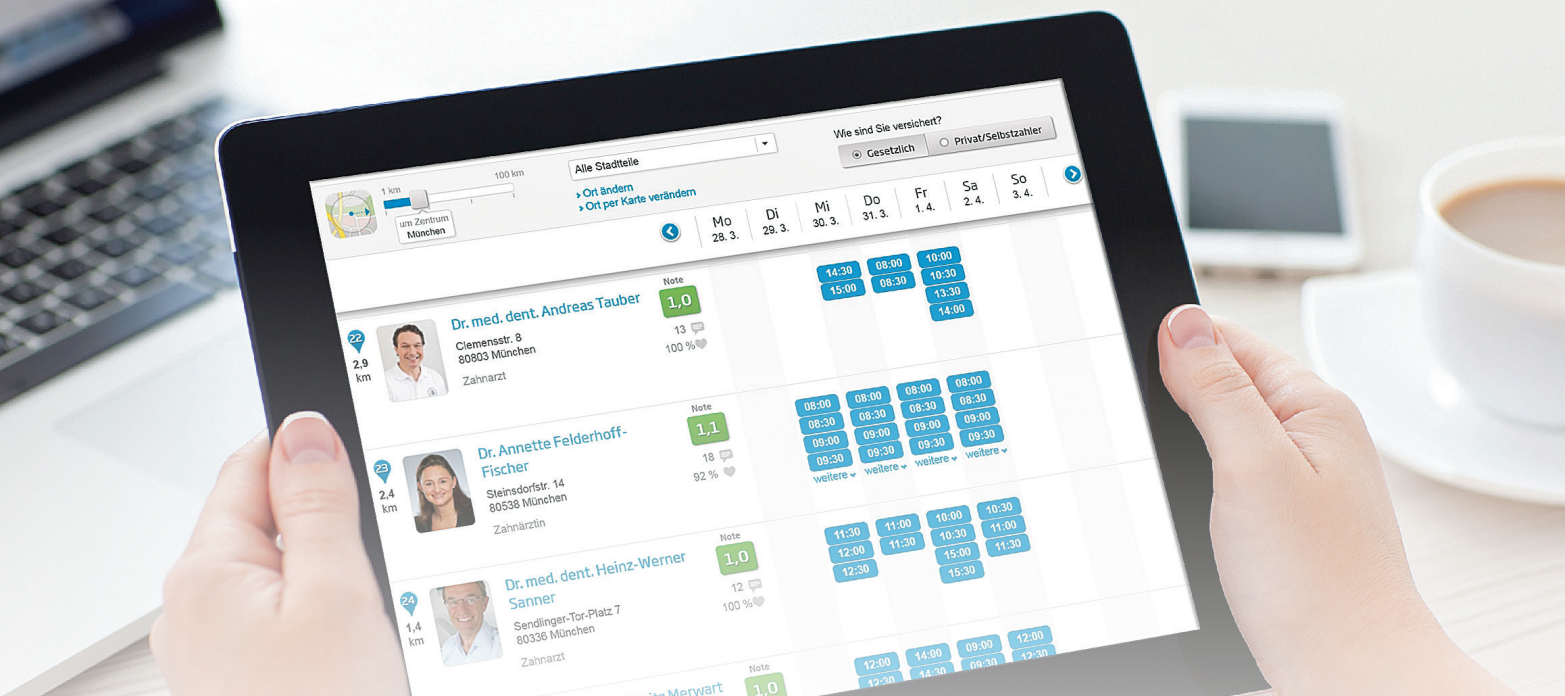 1 km
100 km
um Zentrum
München
Alle Stadtteile
› Ort ändern
› Ort per Karte verändern
Wie sind Sie versichert?
Gesetzlich
Privat/Selbstzahler
Mo Di Mi Do Fr Sa So
28. 3. 29. 3. 30. 3. 31. 3. 1. 4. 2. 4. 3. 4.
22
2,9
km
Dr. med. dent. Andreas Tauber
Clemensstr. 8
80803 München
Zahnarzt
Note
1,0
13
100 %
14:30 08:00 10:00
15:00 08:30 10:30
13:30
14:00
23
2,4
km
Dr. Annette Felderhoff-
Fischer
Steinsdorfstr. 14
80538 München
Zahnärztin
Note
1,1
18
92 %
08:00 08:00 08:00 08:00
08:30 08:30 08:30 08:30
09:00 09:00 09:00 09:00
09:30 09:30 09:30 09:30
weitere weitere weitere weitere
24
1,4
km
Dr. med. dent. Heinz-Werner
Sanner
Sendlinger-Tor-Platz 7
80336 München
Zahnarzt
Note
1,0
12
100 %
11:30 11:00 10:00 10:30
12:00 11:30 10:30 11:00
12:30 15:00 11:30
15:30
Merwart
Note
1,0
12:00 14:00 09:00 12:00
12:30 14:30 09:30 12:30